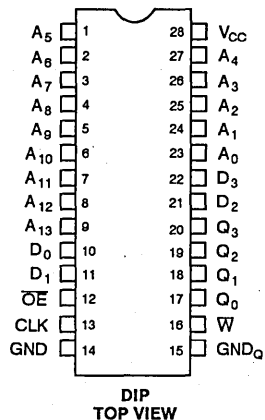 A5 1 28 VCC
A6 2 27 A4
A7 3 26 A3
A8 4 25 A2
A9 5 24 A1
A10 6 23 A0
A11 7 22 D3
A12 8 21 D2
A13 9 20 Q3
D0 10 19 Q2
D1 11 18 Q1
O̅E̅ 12 17 Q0
CLK 13 16 W̅
GND 14 15 GNDQ
DIP
TOP VIEW